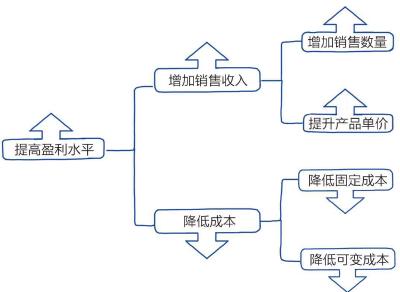 提高盈利水平
增加销售收入
增加销售数量
提升产品单价
降低成本
降低固定成本
降低可变成本